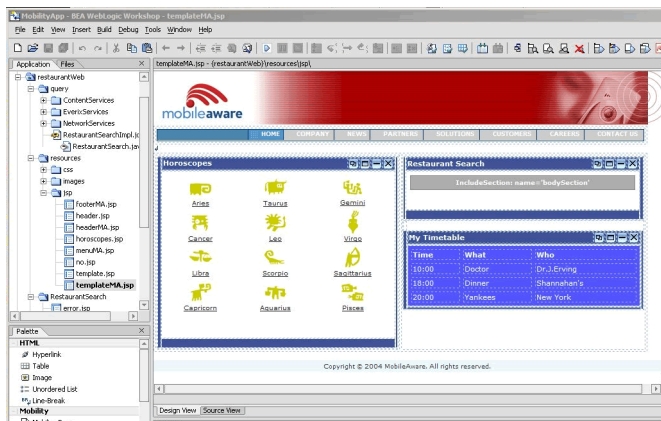 MobilityApp - BEA WebLogic Workshop - templateMA.jsp
File Edit View Insert Build Debug Tools Window Help
Application Files
templateMA.jsp - {restaurantWeb}\resources\jsp\
restaurantWeb
query
ContentServices
EverixServices
NetworkServices
RestaurantSearchImpl.jc
RestaurantSearch.jav
resources
css
images
jsp
footerMA.jsp
header.jsp
headerMA.jsp
horoscopes.jsp
menuMA.jsp
no.jsp
template.jsp
templateMA.jsp
RestaurantSearch
error.jsp
Palette
HTML
Hyperlink
Table
Image
Unordered List
Line-Break
Mobility
mobileaware
HOME COMPANY NEWS PARTNERS SOLUTIONS CUSTOMERS CAREERS CONTACT US
Horoscopes
Aries Taurus Gemini
Cancer Leo Virgo
Libra Scorpio Sagittarius
Capricorn Aquarius Pisces
Restaurant Search
IncludeSection: name='bodySection'
My Timetable
Time What Who
10:00 Doctor Dr.J.Erving
18:00 Dinner Shannahan's
20:00 Yankees New York
Copyright © 2004 MobileAware. All rights reserved.
Design View Source View